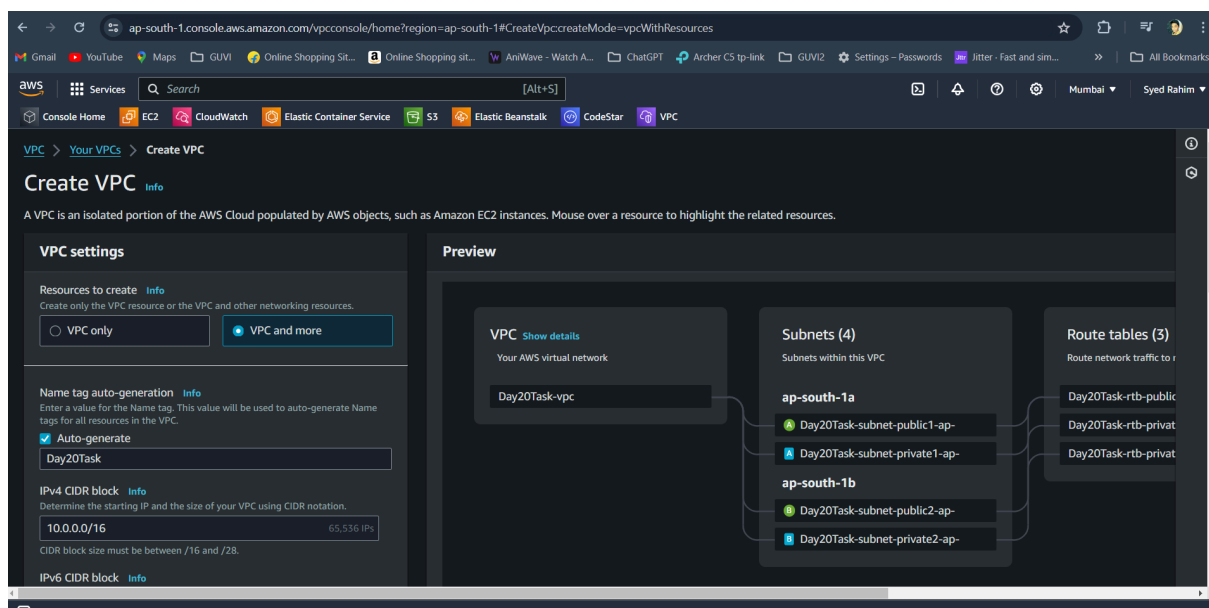 ap-south-1.console.aws.amazon.com/vpcconsole/home?region=ap-south-1#CreateVpc:createMode=vpcWithResources
Gmail YouTube Maps GUVI Online Shopping Sit... Online Shopping sit... AniWave - Watch A... ChatGPT Archer C5 tp-link GUVI2 Settings – Passwords Jitter - Fast and sim... » All Bookmarks
aws Services Search [Alt+S] Mumbai Syed Rahim
Console Home EC2 CloudWatch Elastic Container Service S3 Elastic Beanstalk CodeStar VPC
VPC > Your VPCs > Create VPC
Create VPC Info
A VPC is an isolated portion of the AWS Cloud populated by AWS objects, such as Amazon EC2 instances. Mouse over a resource to highlight the related resources.
VPC settings
Resources to create Info
Create only the VPC resource or the VPC and other networking resources.
VPC only
VPC and more
Name tag auto-generation Info
Enter a value for the Name tag. This value will be used to auto-generate Name
tags for all resources in the VPC.
Auto-generate
Day20Task
IPv4 CIDR block Info
Determine the starting IP and the size of your VPC using CIDR notation.
10.0.0.0/16 65,536 IPs
CIDR block size must be between /16 and /28.
IPv6 CIDR block Info
Preview
VPC Show details
Your AWS virtual network
Day20Task-vpc
Subnets (4)
Subnets within this VPC
ap-south-1a
A Day20Task-subnet-public1-ap-
A Day20Task-subnet-private1-ap-
ap-south-1b
B Day20Task-subnet-public2-ap-
B Day20Task-subnet-private2-ap-
Route tables (3)
Route network traffic to
Day20Task-rtb-public
Day20Task-rtb-privat
Day20Task-rtb-privat